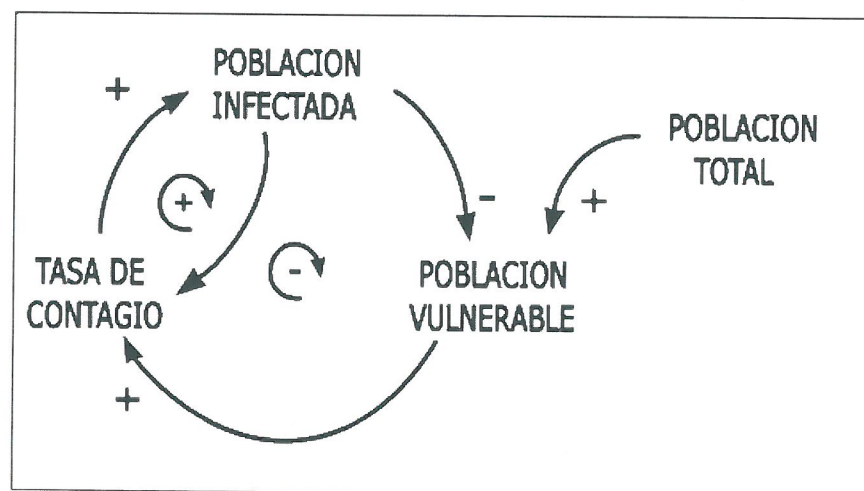 POBLACION
INFECTADA
+
POBLACION
TOTAL
+
-
+
-
TASA DE
CONTAGIO
POBLACION
VULNERABLE
+